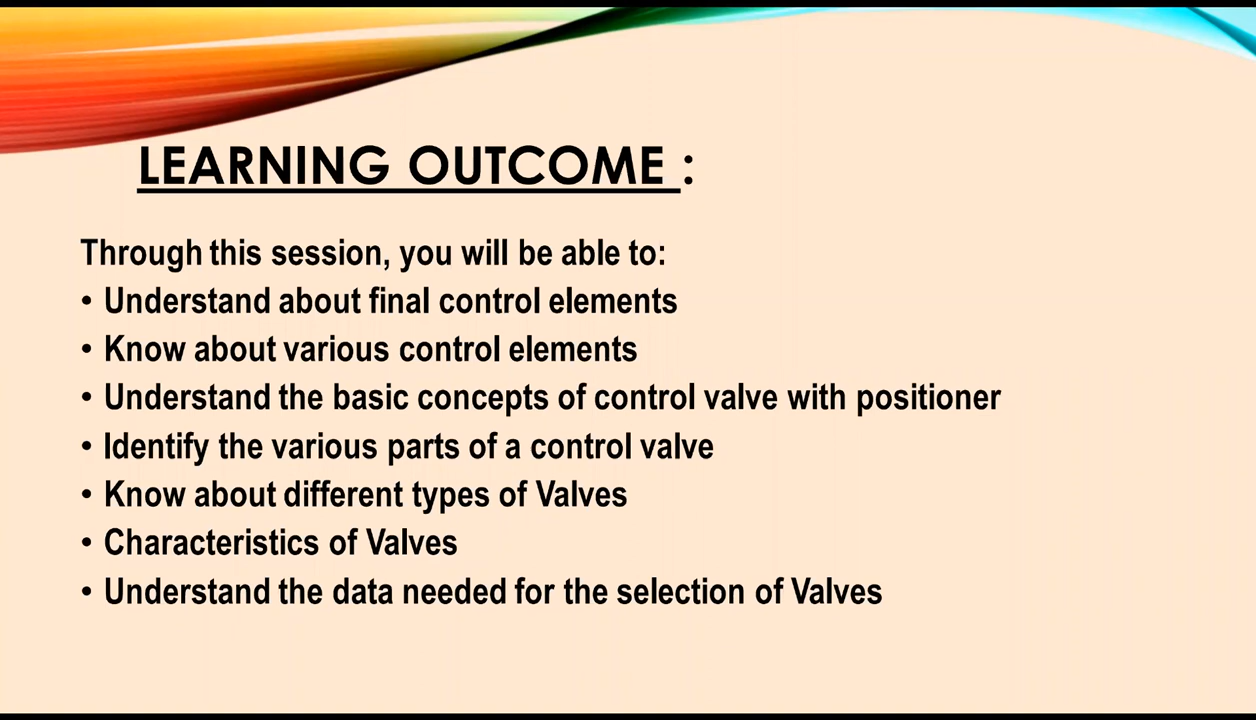 LEARNING OUTCOME :
Through this session, you will be able to:
• Understand about final control elements
• Know about various control elements
• Understand the basic concepts of control valve with positioner
• Identify the various parts of a control valve
• Know about different types of Valves
• Characteristics of Valves
• Understand the data needed for the selection of Valves